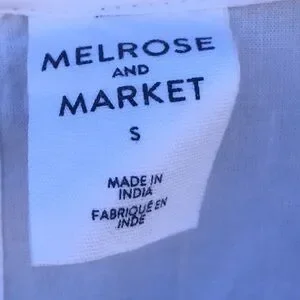 MELROSE
AND
MARKET
S
MADE IN
INDIA
FABRIQUÉ EN
INDE